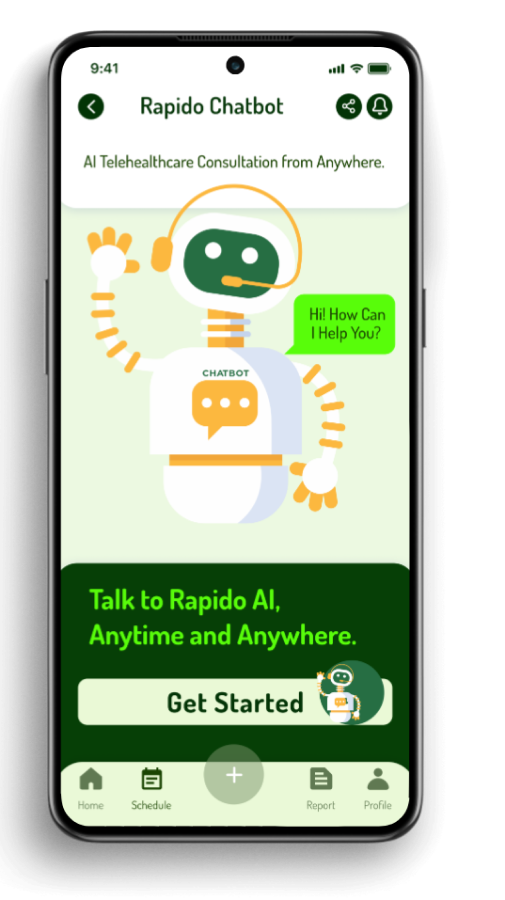 9:41
Rapido Chatbot
AI Telehealthcare Consultation from Anywhere.
Hi! How Can
I Help You?
CHATBOT
Talk to Rapido AI,
Anytime and Anywhere.
Get Started
Home
Schedule
Report
Profile